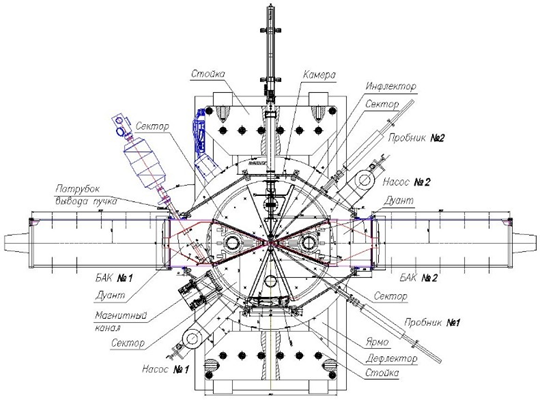 Стойка
Камера
Инфлектор
Сектор
Сектор
Пробник №2
Патрубок
вывода пучка
Насос №2
Дуант
БАК №1
БАК №2
Дуант
Сектор
Магнитный
канал
Пробник №1
Сектор
Ярмо
Дефлектор
Насос №1
Стойка